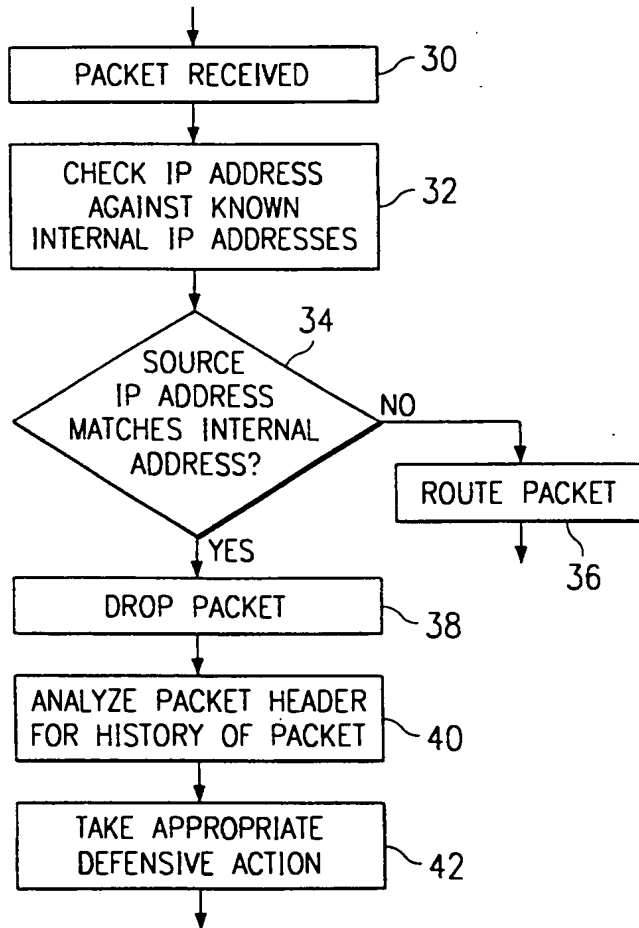 PACKET RECEIVED
30
CHECK IP ADDRESS
AGAINST KNOWN
INTERNAL IP ADDRESSES
32
34
SOURCE
IP ADDRESS
MATCHES INTERNAL
ADDRESS?
NO
ROUTE PACKET
36
YES
DROP PACKET
38
ANALYZE PACKET HEADER
FOR HISTORY OF PACKET
40
TAKE APPROPRIATE
DEFENSIVE ACTION
42